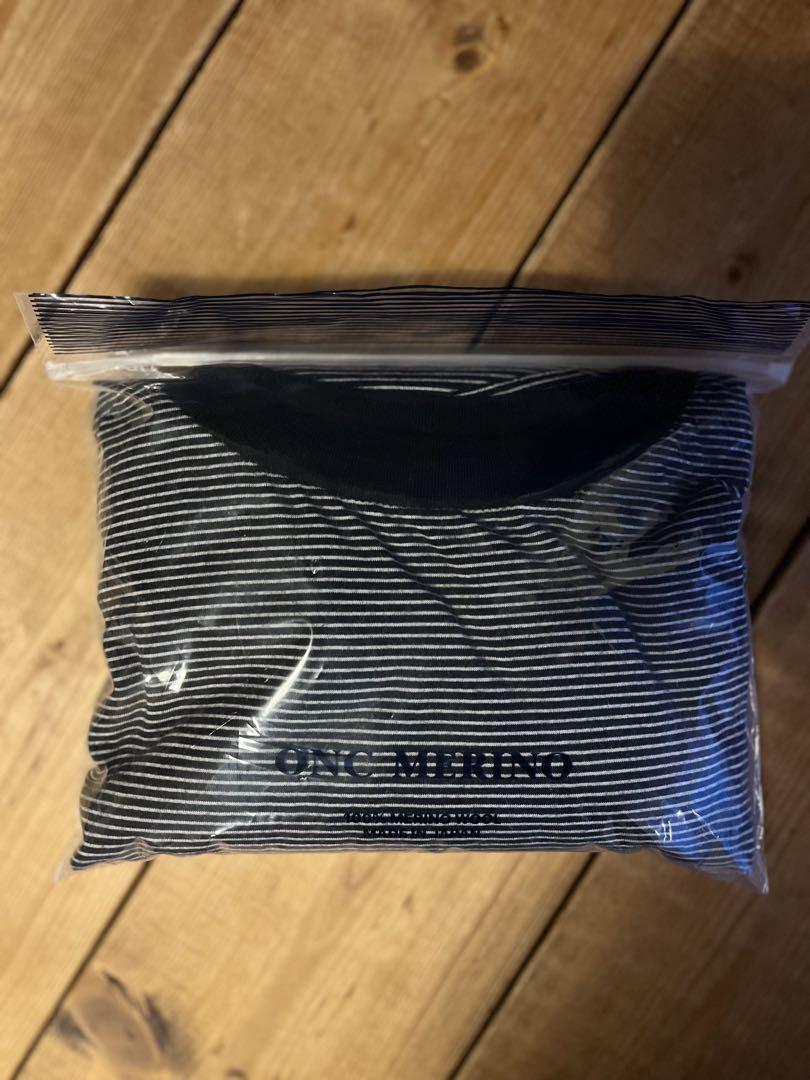 ONC MERINO
100% MERINO WOOL
MADE IN JAPAN